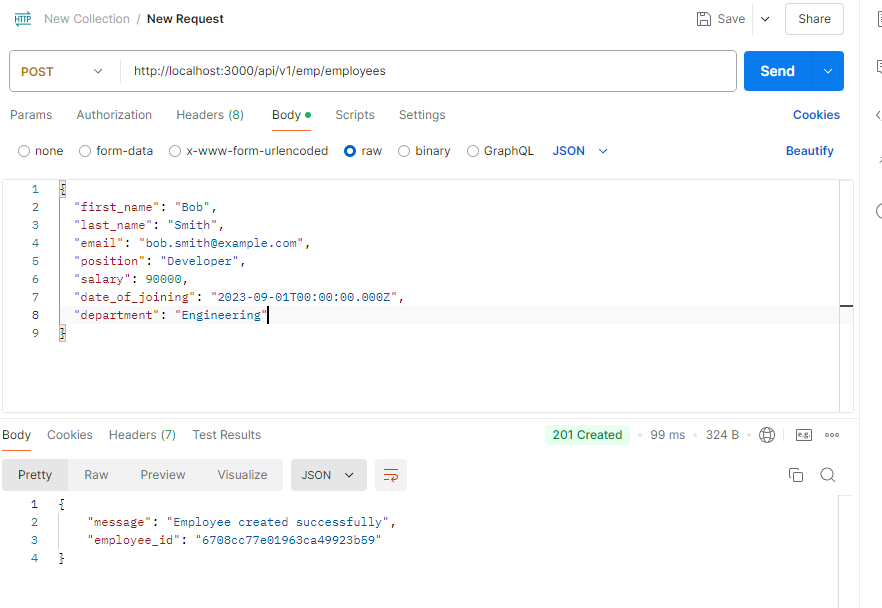 HTTP New Collection / New Request Save Share
POST http://localhost:3000/api/v1/emp/employees Send
Params Authorization Headers (8) Body Scripts Settings Cookies
none form-data x-www-form-urlencoded raw binary GraphQL JSON Beautify
1 {
2 "first_name": "Bob",
3 "last_name": "Smith",
4 "email": "bob.smith@example.com",
5 "position": "Developer",
6 "salary": 90000,
7 "date_of_joining": "2023-09-01T00:00:00.000Z",
8 "department": "Engineering"
9 }
Body Cookies Headers (7) Test Results 201 Created 99 ms 324 B e.g.
Pretty Raw Preview Visualize JSON
1 {
2 "message": "Employee created successfully",
3 "employee_id": "6708cc77e01963ca49923b59"
4 }